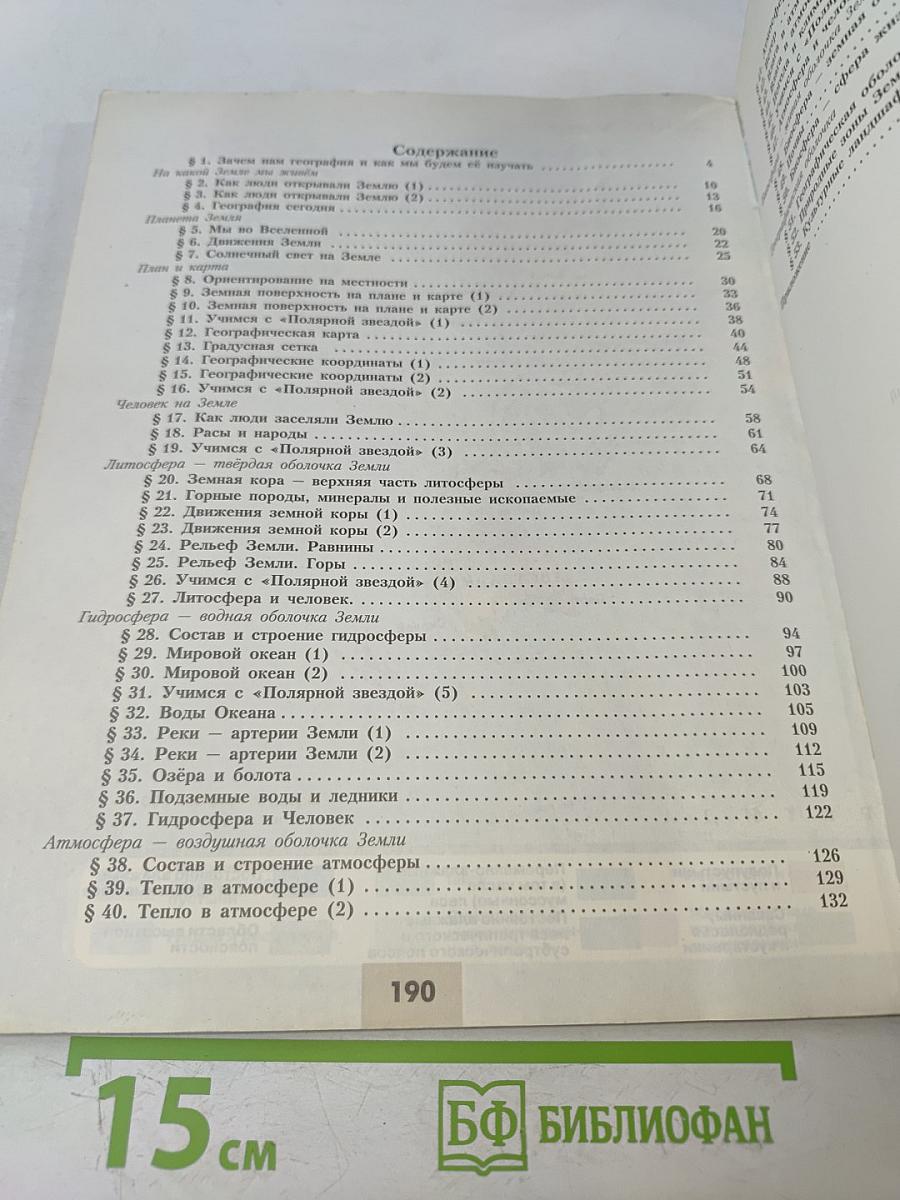 Содержание
§ 1. Зачем нам география и как мы будем её изучать ..................... 4
На какой Земле мы живём
§ 2. Как люди открывали Землю (1) ..................... 10
§ 3. Как люди открывали Землю (2) ..................... 13
§ 4. География сегодня ..................... 16
Планета Земля
§ 5. Мы во Вселенной ..................... 20
§ 6. Движения Земли ..................... 22
§ 7. Солнечный свет на Земле ..................... 25
План и карта
§ 8. Ориентирование на местности ..................... 30
§ 9. Земная поверхность на плане и карте (1) ..................... 33
§ 10. Земная поверхность на плане и карте (2) ..................... 36
§ 11. Учимся с «Полярной звездой» (1) ..................... 38
§ 12. Географическая карта ..................... 40
§ 13. Градусная сетка ..................... 44
§ 14. Географические координаты (1) ..................... 48
§ 15. Географические координаты (2) ..................... 51
§ 16. Учимся с «Полярной звездой» (2) ..................... 54
Человек на Земле
§ 17. Как люди заселяли Землю ..................... 58
§ 18. Расы и народы ..................... 61
§ 19. Учимся с «Полярной звездой» (3) ..................... 64
Литосфера — твёрдая оболочка Земли
§ 20. Земная кора — верхняя часть литосферы ..................... 68
§ 21. Горные породы, минералы и полезные ископаемые ..................... 71
§ 22. Движения земной коры (1) ..................... 74
§ 23. Движения земной коры (2) ..................... 77
§ 24. Рельеф Земли. Равнины ..................... 80
§ 25. Рельеф Земли. Горы ..................... 84
§ 26. Учимся с «Полярной звездой» (4) ..................... 88
§ 27. Литосфера и человек. ..................... 90
Гидросфера — водная оболочка Земли
§ 28. Состав и строение гидросферы ..................... 94
§ 29. Мировой океан (1) ..................... 97
§ 30. Мировой океан (2) ..................... 100
§ 31. Учимся с «Полярной звездой» (5) ..................... 103
§ 32. Воды Океана ..................... 105
§ 33. Реки — артерии Земли (1) ..................... 109
§ 34. Реки — артерии Земли (2) ..................... 112
§ 35. Озёра и болота ..................... 115
§ 36. Подземные воды и ледники ..................... 119
§ 37. Гидросфера и Человек ..................... 122
Атмосфера — воздушная оболочка Земли
§ 38. Состав и строение атмосферы ..................... 126
§ 39. Тепло в атмосфере (1) ..................... 129
§ 40. Тепло в атмосфере (2) ..................... 132
190
15 см
БФ БИБЛИОФАН